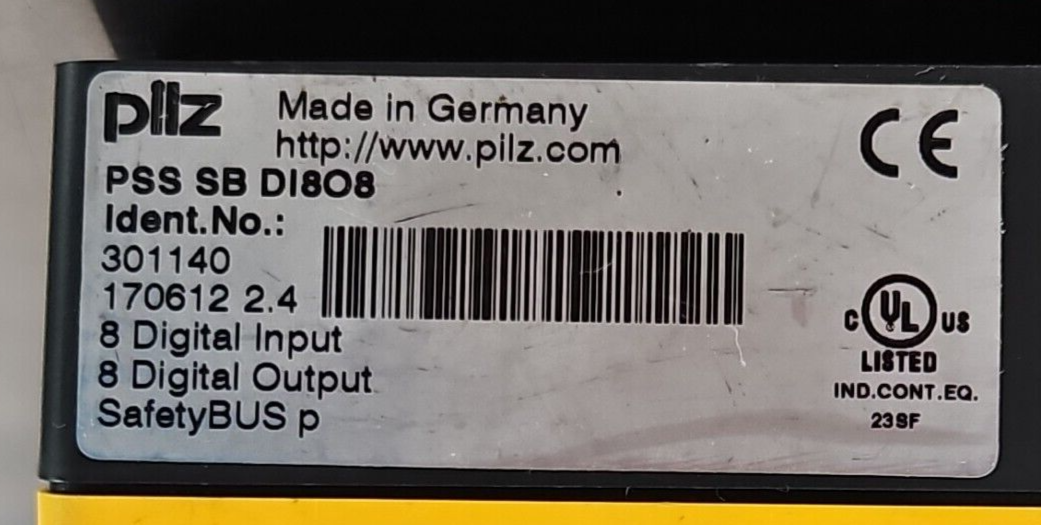 pilz
Made in Germany
http://www.pilz.com
PSS SB DI8O8
Ident.No.:
301140
170612 2.4
8 Digital Input
8 Digital Output
SafetyBUS p
CE
C UL US
LISTED
IND.CONT.EQ.
23SF